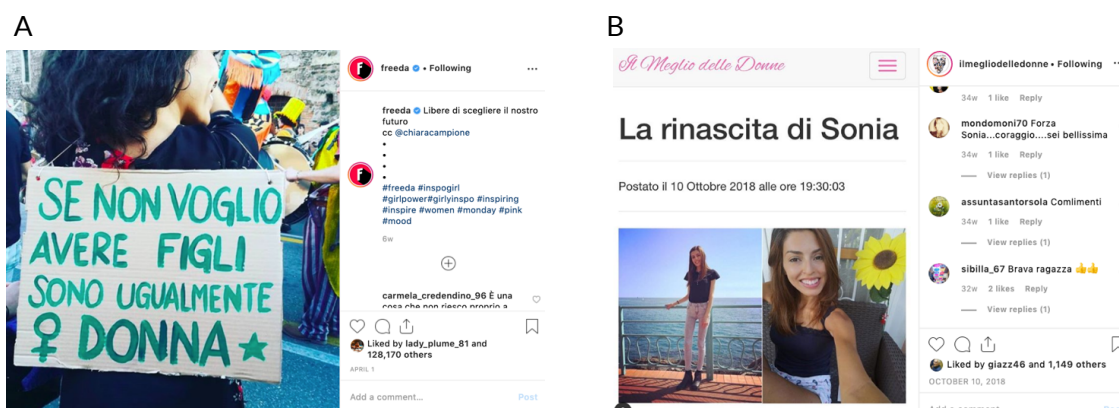 A
SE NON VOGLIO
AVERE FIGLI
SONO UGUALMENTE
♀ DONNA ★
freeda • Following
freeda Libere di scegliere il nostro
futuro
cc @chiaracampione
•
•
•
•
#freeda #inspogirl
#girlpower#girlyinspo #inspiring
#inspire #women #monday #pink
#mood
6w
carmela_credendino_96 È una
cosa che non riesco proprio a
Liked by lady_plume_81 and
128,170 others
APRIL 1
Add a comment...
Post
B
Il Meglio delle Donne
La rinascita di Sonia
Postato il 10 Ottobre 2018 alle ore 19:30:03
ilmegliodelledonne • Following
34w 1 like Reply
mondomoni70 Forza
Sonia...coraggio....sei bellissima
34w 1 like Reply
View replies (1)
assuntasantorsola Comlimenti
34w 1 like Reply
View replies (1)
sibilla_67 Brava ragazza 👍👍
32w 2 likes Reply
View replies (1)
Liked by giazz46 and 1,149 others
OCTOBER 10, 2018